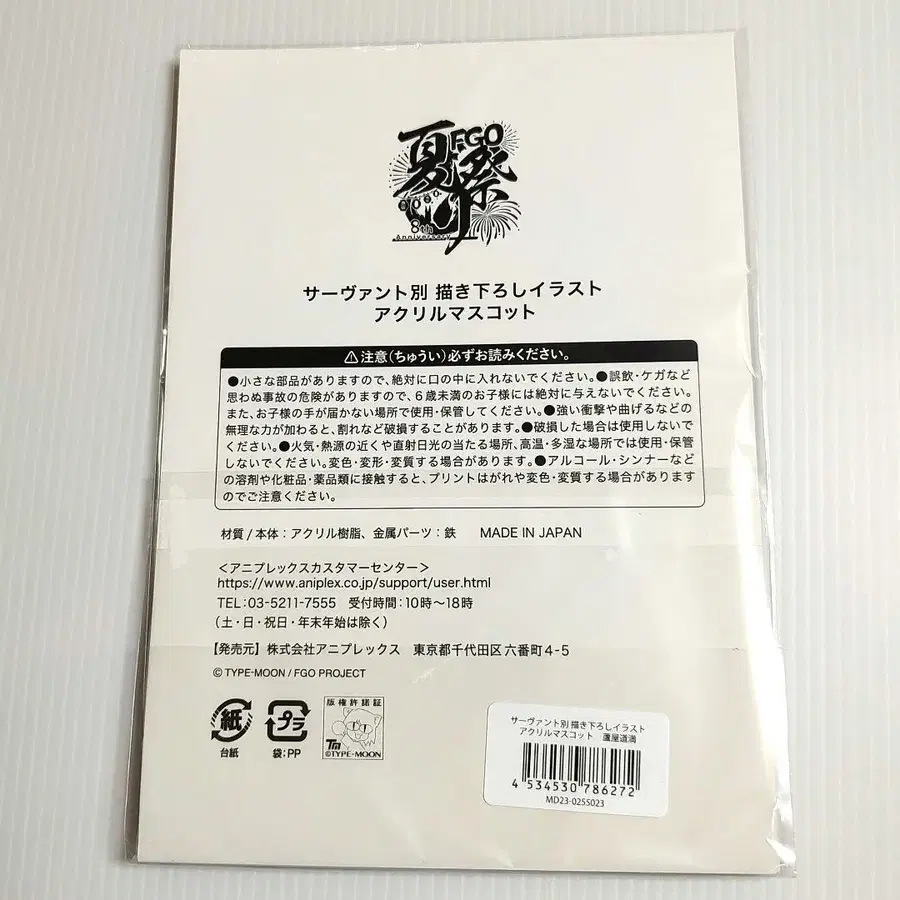 夏祭
FGO
8th
Anniversary
サーヴァント別 描き下ろしイラスト
アクリルマスコット
⚠注意(ちゅうい)必ずお読みください。
●小さな部品がありますので、絶対に口の中に入れないでください。●誤飲・ケガなど
思わぬ事故の危険がありますので、6歳未満のお子様には絶対に与えないでください。
また、お子様の手が届かない場所で使用・保管してください。●強い衝撃や曲げるなどの
無理な力が加わると、割れなど破損することがあります。●破損した場合は使用しないで
ください。●火気・熱源の近くや直射日光の当たる場所、高温・多湿な場所では使用・保管
しないでください。変色・変形・変質する場合があります。●アルコール・シンナーなど
の溶剤や化粧品・薬品類に接触すると、プリントはがれや変色・変質する場合があります
のでご注意ください。
材質/本体:アクリル樹脂、金属パーツ:鉄 MADE IN JAPAN
<アニプレックスカスタマーセンター>
https://www.aniplex.co.jp/support/user.html
TEL:03-5211-7555 受付時間:10時～18時
(土・日・祝日・年末年始は除く)
【発売元】株式会社アニプレックス 東京都千代田区六番町4-5
© TYPE-MOON / FGO PROJECT
紙
台紙
プラ
袋:PP
版権許諾証
TM
©TYPE-MOON
サーヴァント別 描き下ろしイラスト
アクリルマスコット 蘆屋道満
4 534530 786272
MD23-0255023